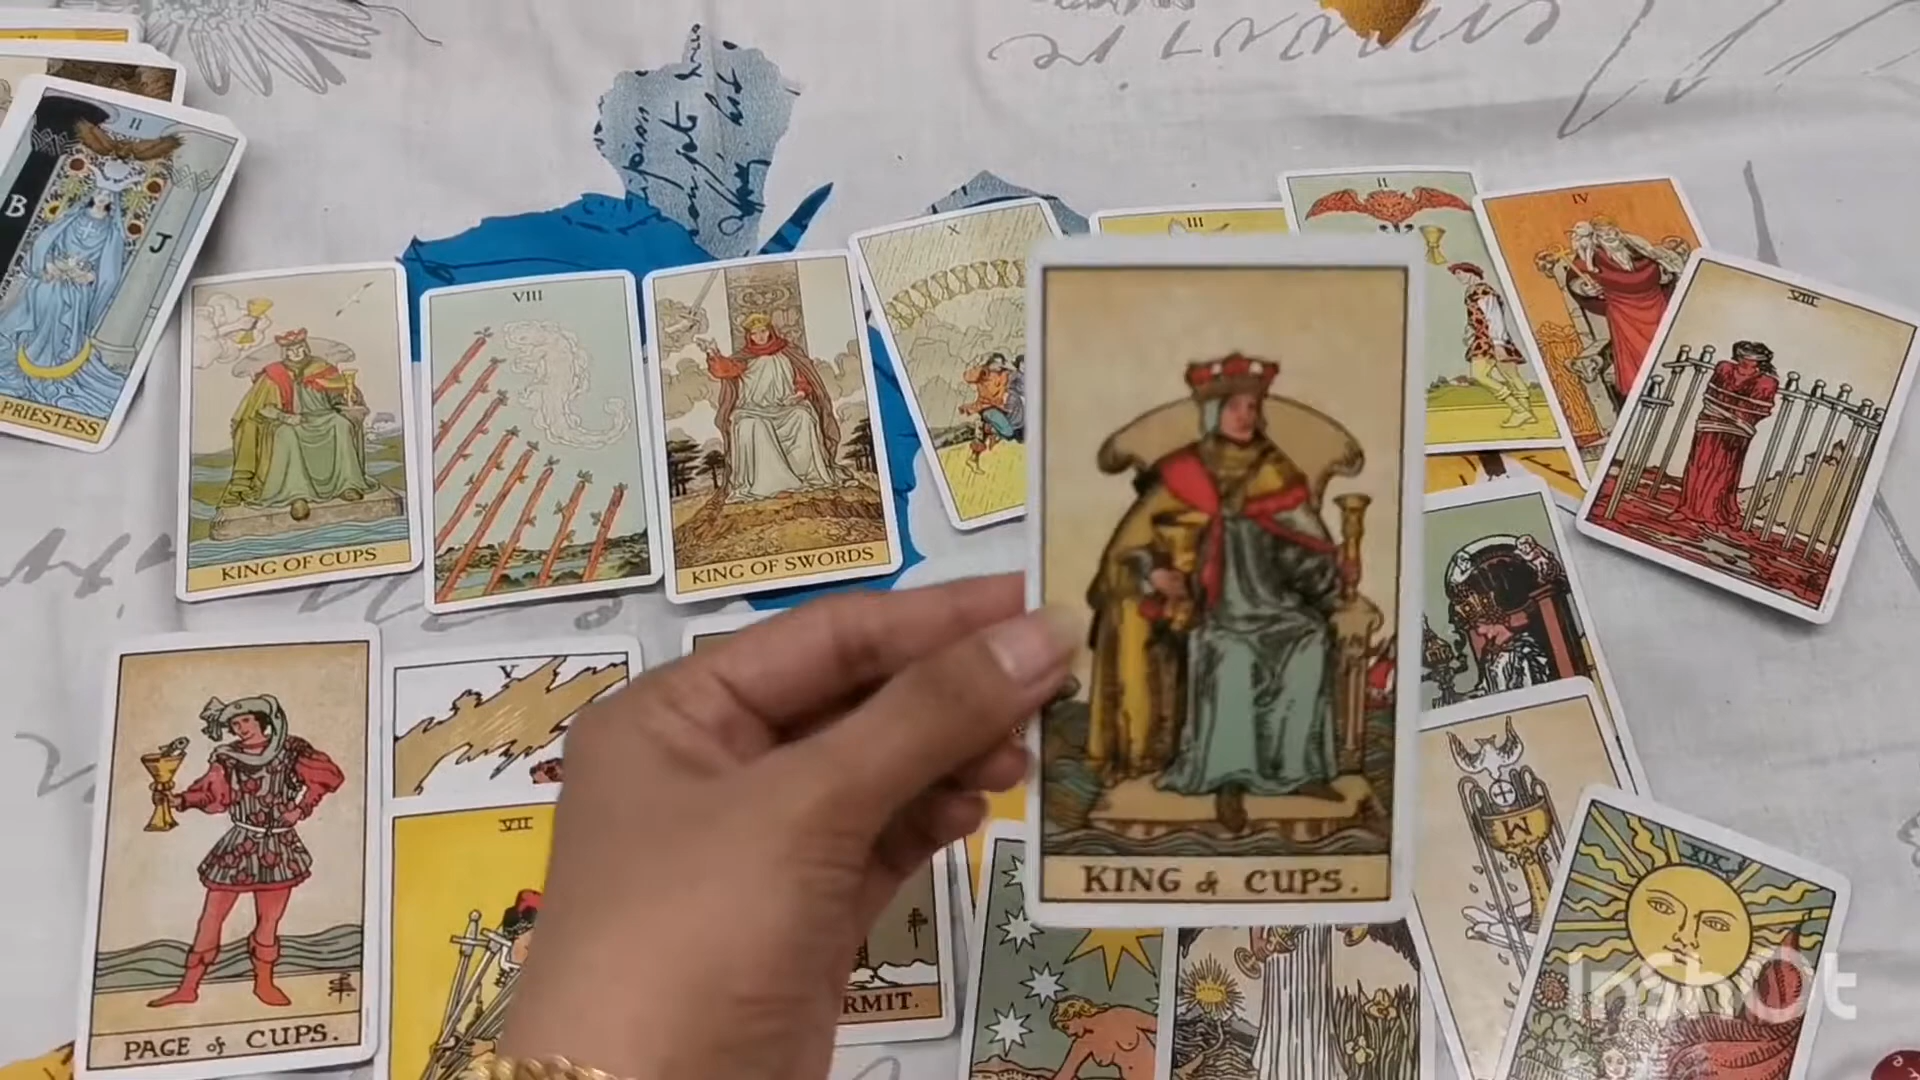 II
B
J
PRIESTESS
KING OF CUPS
VIII
KING OF SWORDS
X
III
II
IV
VIII
KING of CUPS.
PAGE of CUPS.
V
VII
RMIT.
XIX
InShOt